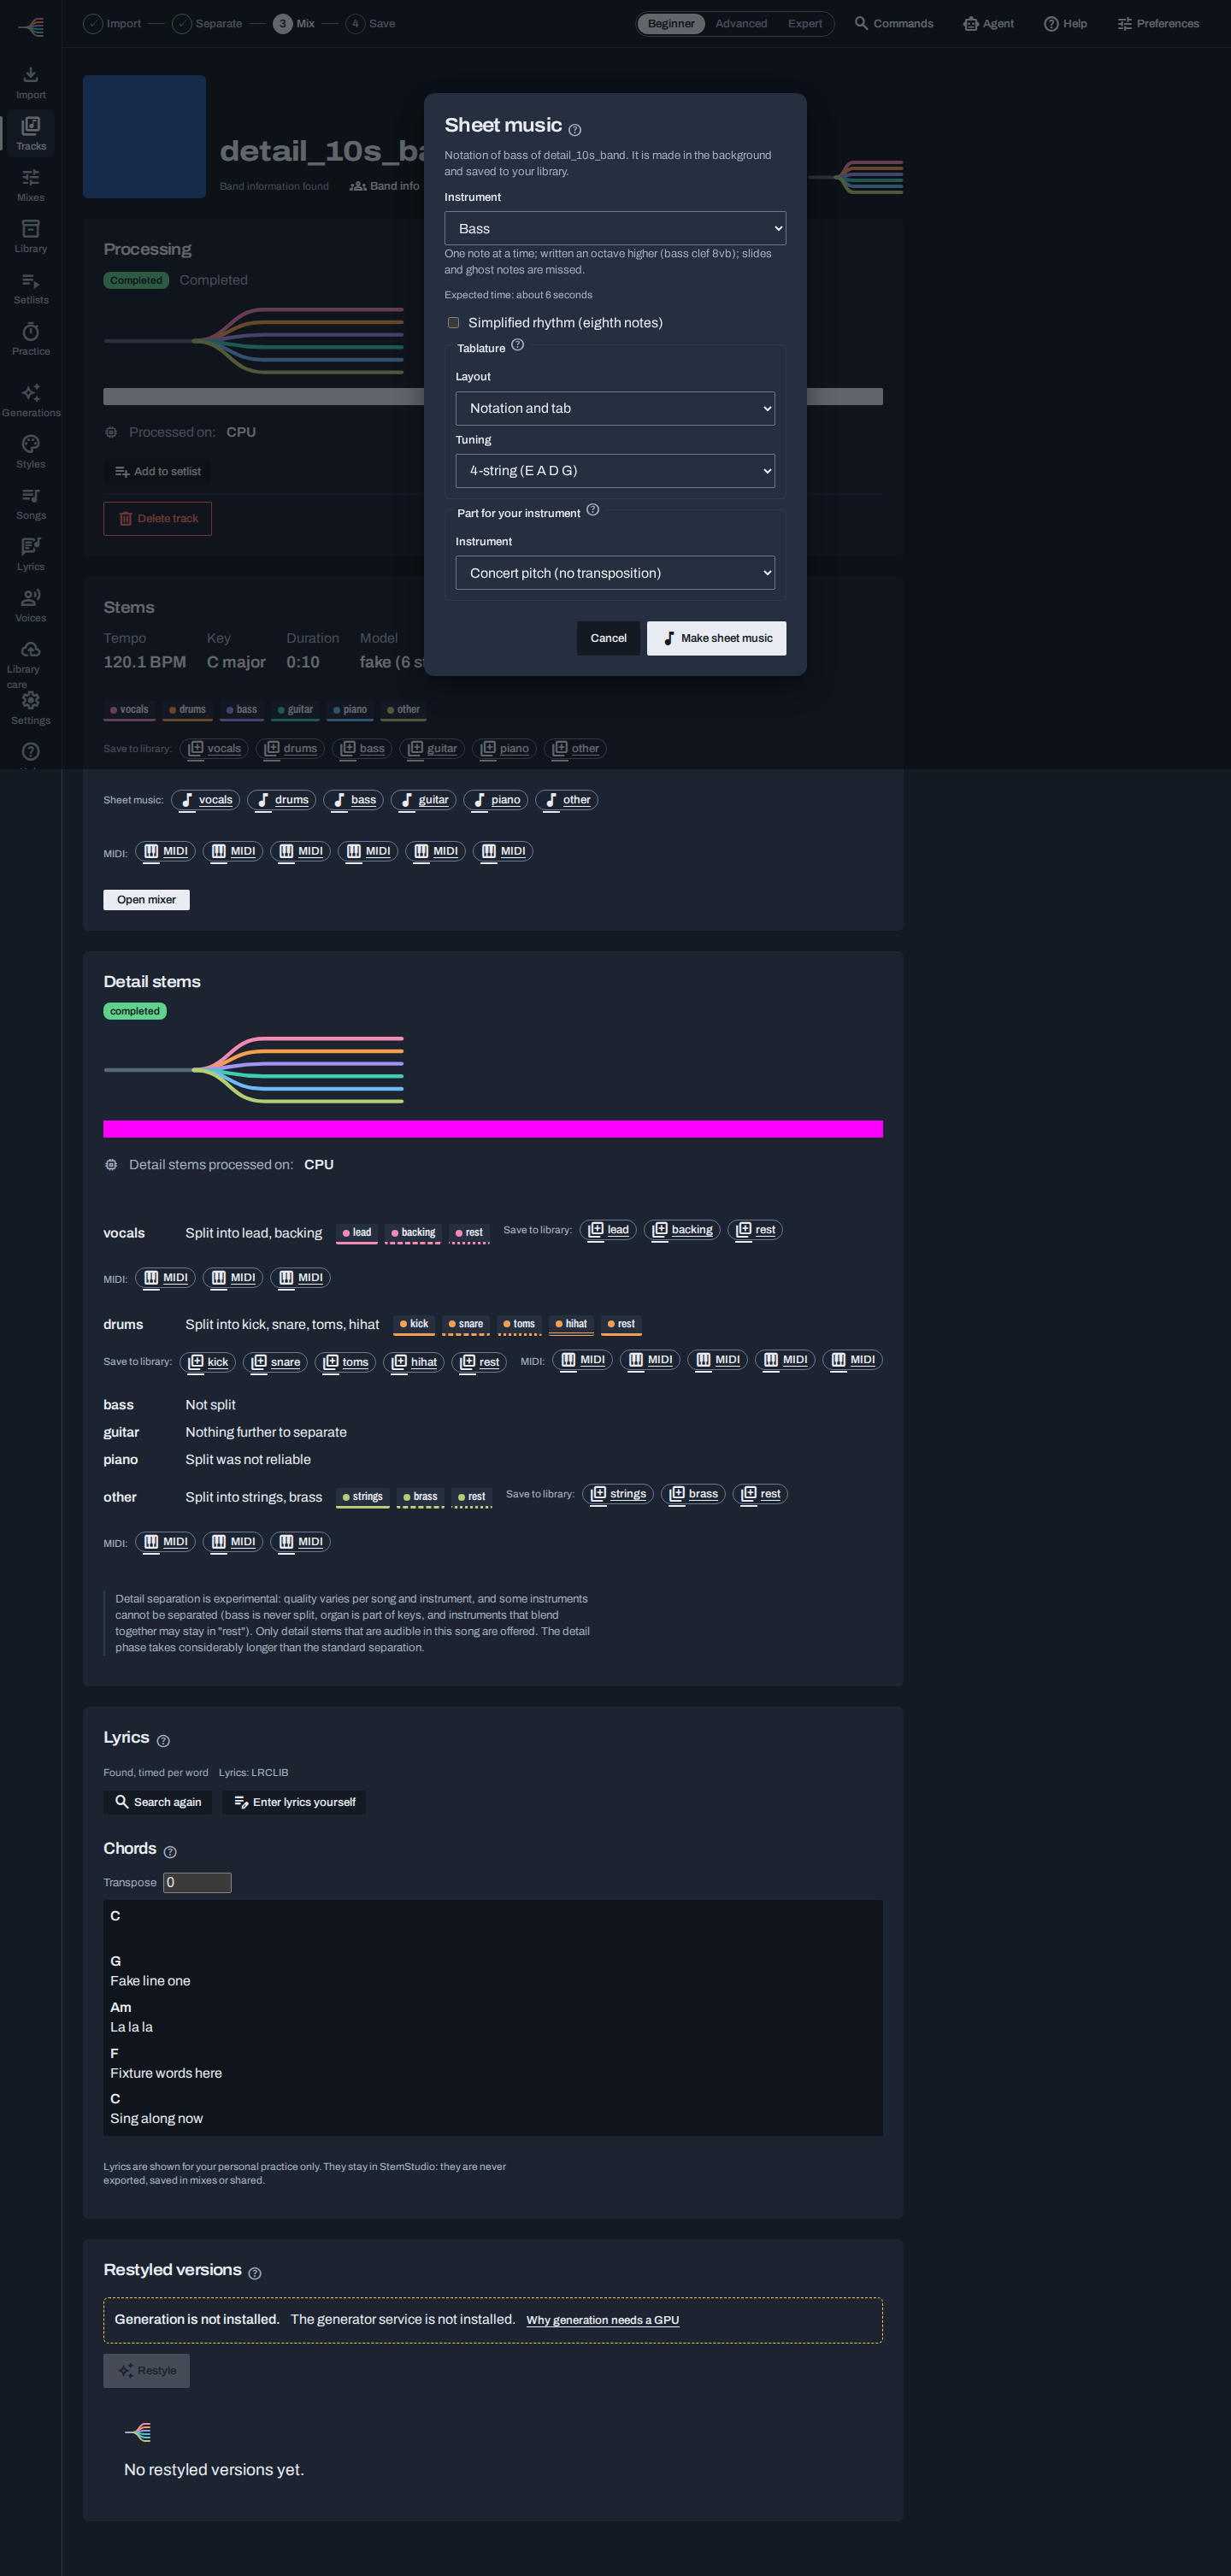 Import
Separate
3 Mix
4 Save
Beginner
Advanced
Expert
Commands
Agent
Help
Preferences
Import
Tracks
Mixes
Library
Setlists
Practice
Generations
Styles
Songs
Lyrics
Voices
Library
care
Settings
detail_10s_ba
Band information found
Band info
Sheet music
Notation of bass of detail_10s_band. It is made in the background
and saved to your library.
Instrument
Bass
One note at a time; written an octave higher (bass clef 8vb); slides
and ghost notes are missed.
Expected time: about 6 seconds
Simplified rhythm (eighth notes)
Tablature
Layout
Notation and tab
Tuning
4-string (E A D G)
Part for your instrument
Instrument
Concert pitch (no transposition)
Cancel
Make sheet music
Processing
Completed Completed
Processed on: CPU
Add to setlist
Delete track
Stems
Tempo Key Duration Model
120.1 BPM C major 0:10 fake (6 st
vocals drums bass guitar piano other
Save to library: vocals drums bass guitar piano other
Sheet music: vocals drums bass guitar piano other
MIDI: MIDI MIDI MIDI MIDI MIDI MIDI
Open mixer
Detail stems
completed
Detail stems processed on: CPU
vocals Split into lead, backing lead backing rest Save to library: lead backing rest
MIDI: MIDI MIDI MIDI
drums Split into kick, snare, toms, hihat kick snare toms hihat rest
Save to library: kick snare toms hihat rest MIDI: MIDI MIDI MIDI MIDI MIDI
bass Not split
guitar Nothing further to separate
piano Split was not reliable
other Split into strings, brass strings brass rest Save to library: strings brass rest
MIDI: MIDI MIDI MIDI
Detail separation is experimental: quality varies per song and instrument, and some instruments
cannot be separated (bass is never split, organ is part of keys, and instruments that blend
together may stay in "rest"). Only detail stems that are audible in this song are offered. The detail
phase takes considerably longer than the standard separation.
Lyrics
Found, timed per word Lyrics: LRCLIB
Search again
Enter lyrics yourself
Chords
Transpose 0
C
G
Fake line one
Am
La la la
F
Fixture words here
C
Sing along now
Lyrics are shown for your personal practice only. They stay in StemStudio: they are never
exported, saved in mixes or shared.
Restyled versions
Generation is not installed. The generator service is not installed. Why generation needs a GPU
Restyle
No restyled versions yet.